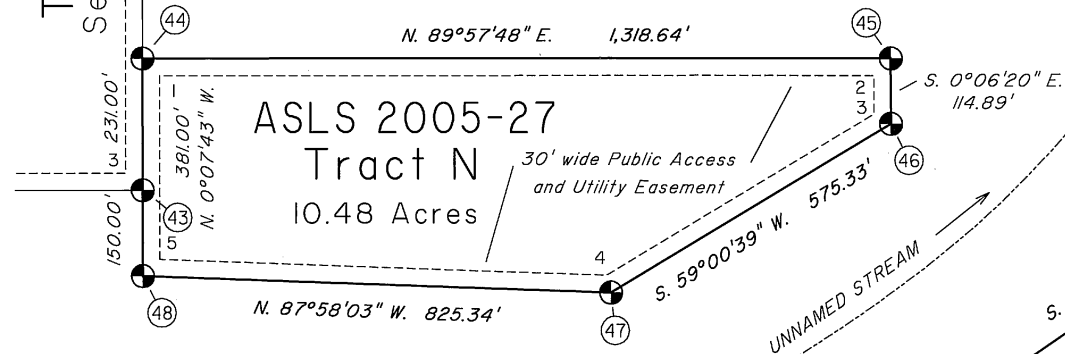 T
Se
44
N. 89°57'48" E. 1,318.64'
45
S. 0°06'20" E.
114.89'
231.00'
381.00'
N. 0°07'43" W.
ASLS 2005-27
Tract N
10.48 Acres
30' wide Public Access
and Utility Easement
2
3
46
3
43
150.00'
5
4
S. 59°00'39" W. 575.33'
48
N. 87°58'03" W. 825.34'
47
UNNAMED STREAM
S.